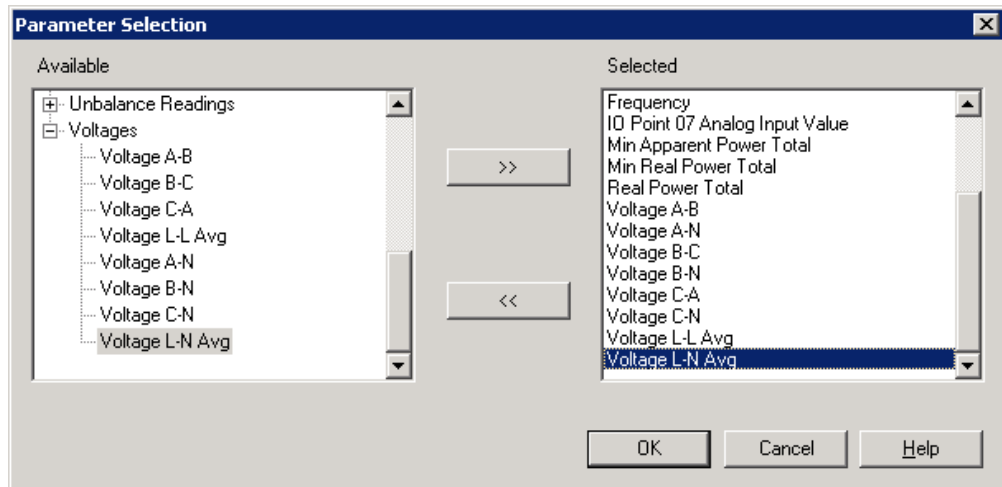 Parameter Selection
Available
Selected
Unbalance Readings
Voltages
Voltage A-B
Voltage B-C
Voltage C-A
Voltage L-L Avg
Voltage A-N
Voltage B-N
Voltage C-N
Voltage L-N Avg
>>
<<
Frequency
IO Point 07 Analog Input Value
Min Apparent Power Total
Min Real Power Total
Real Power Total
Voltage A-B
Voltage A-N
Voltage B-C
Voltage B-N
Voltage C-A
Voltage C-N
Voltage L-L Avg
Voltage L-N Avg
OK
Cancel
Help